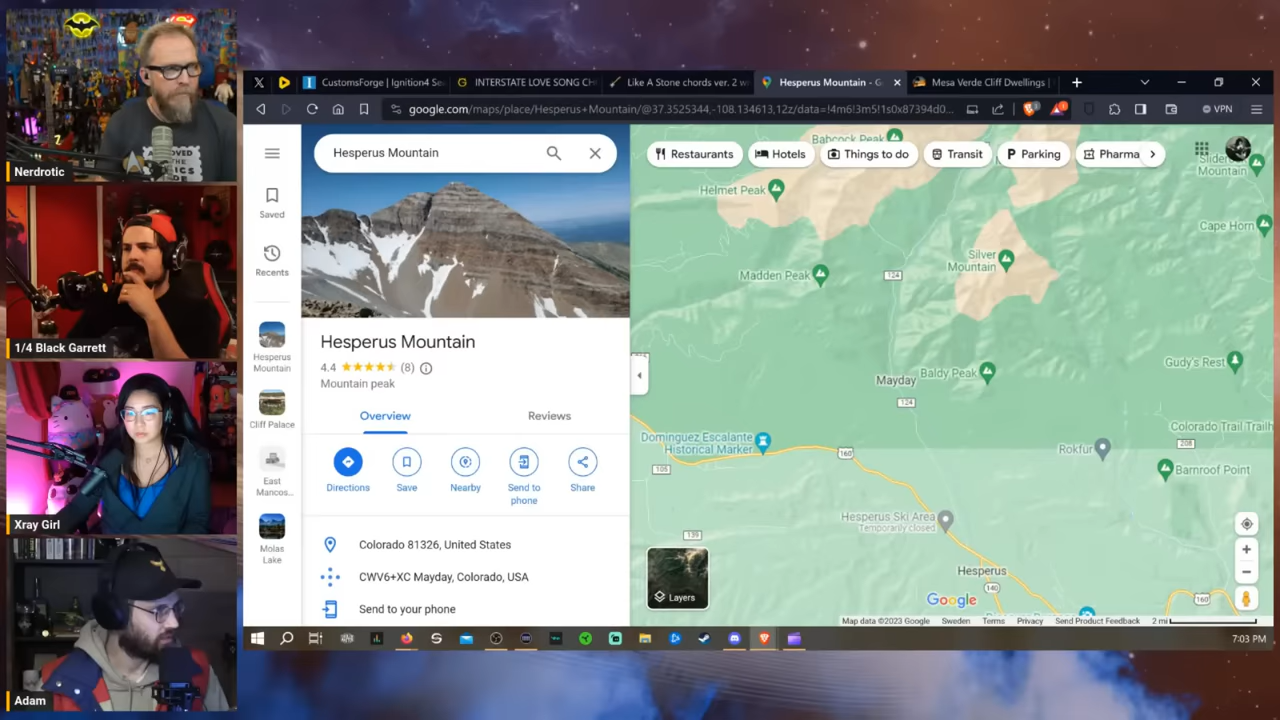 Nerdrotic
1/4 Black Garrett
Xray Girl
Adam
CustomsForge | Ignition4 Se
INTERSTATE LOVE SONG CH
Like A Stone chords ver. 2 w
Hesperus Mountain - G
Mesa Verde Cliff Dwellings |
google.com/maps/place/Hesperus+Mountain/@37.3525344,-108.134613,12z/data=!4m6!3m5!1s0x87394d0...
VPN
Saved
Recents
Hesperus
Mountain
Cliff Palace
East
Mancos...
Molas
Lake
Hesperus Mountain
Hesperus Mountain
4.4 (8)
Mountain peak
Overview
Reviews
Directions
Save
Nearby
Send to
phone
Share
Colorado 81326, United States
CWV6+XC Mayday, Colorado, USA
Send to your phone
Restaurants
Hotels
Things to do
Transit
Parking
Pharma
Babcock Peak
Helmet Peak
Slider
Mountain
Cape Horn
Silver
Mountain
Madden Peak
124
Gudy's Rest
Baldy Peak
Mayday
124
Colorado Trail Trailh
208
Dominguez Escalante
Historical Marker
160
105
Rokfur
Barnroof Point
Hesperus Ski Area
Temporarily closed
139
Hesperus
140
160
Layers
Google
Map data ©2023 Google
Sweden
Terms
Privacy
Send Product Feedback
2 mi
7:03 PM